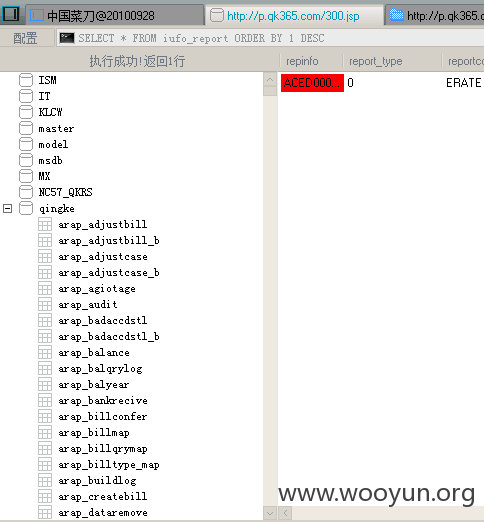 中国菜刀@20100928
http://p.qk365.com/300.jsp
http://p.qk365.c
配置
SELECT * FROM iufo_report ORDER BY 1 DESC
执行成功!返回1行
repinfo report_type reportco
ACED000... 0 ERATE
ISM
IT
KLCW
master
model
msdb
MX
NC57_QKRS
qingke
arap_adjustbill
arap_adjustbill_b
arap_adjustcase
arap_adjustcase_b
arap_agiotage
arap_audit
arap_badaccdstl
arap_badaccdstl_b
arap_balance
arap_balqrylog
arap_balyear
arap_bankrecive
arap_billconfer
arap_billmap
arap_billqrymap
arap_billtype_map
arap_buildlog
arap_createbill
arap_dataremove
www.wooyun.org